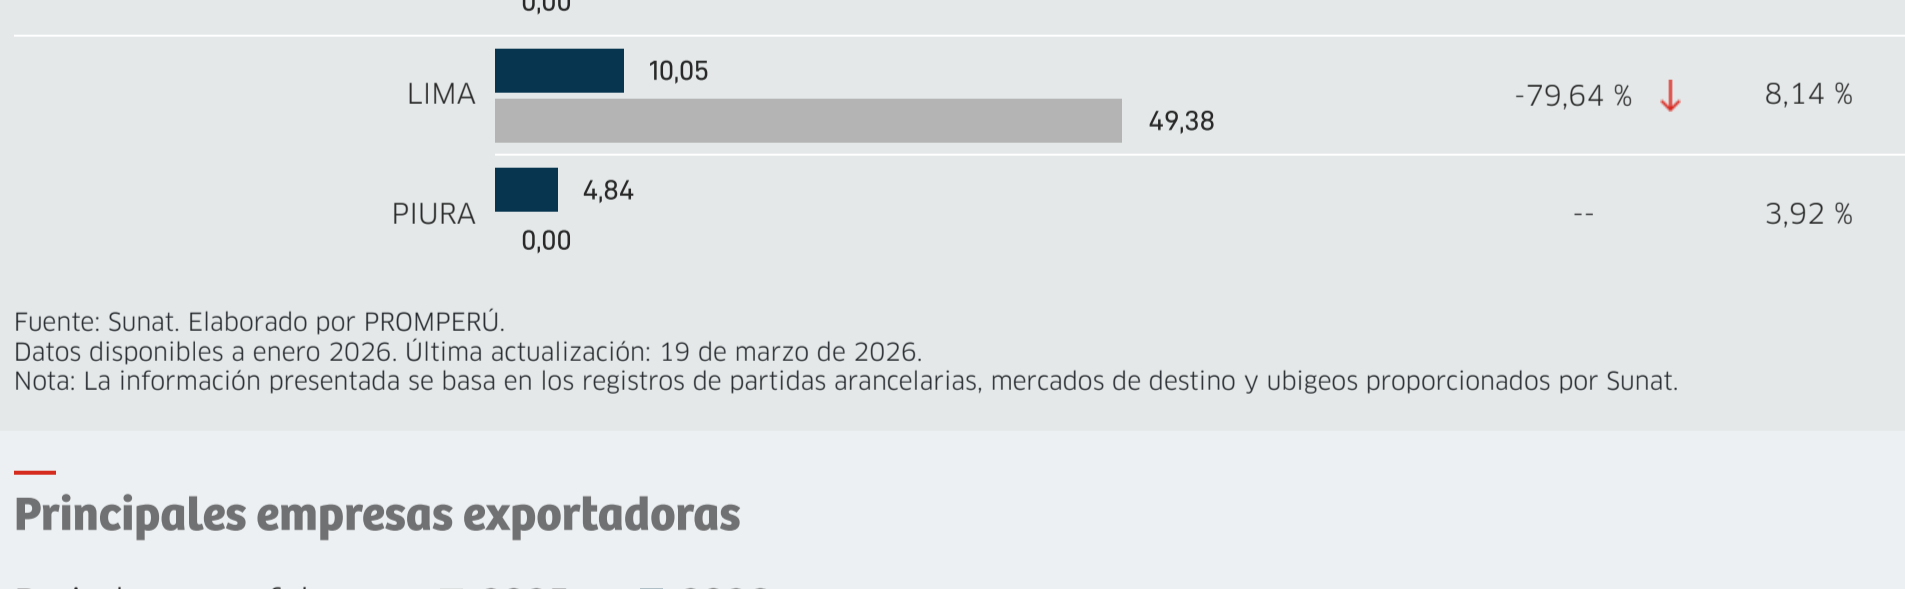 0,00
LIMA 10,05 49,38 -79,64 % ↓ 8,14 %
PIURA 4,84 0,00 -- 3,92 %
Fuente: Sunat. Elaborado por PROMPERÚ.
Datos disponibles a enero 2026. Última actualización: 19 de marzo de 2026.
Nota: La información presentada se basa en los registros de partidas arancelarias, mercados de destino y ubigeos proporcionados por Sunat.
Principales empresas exportadoras